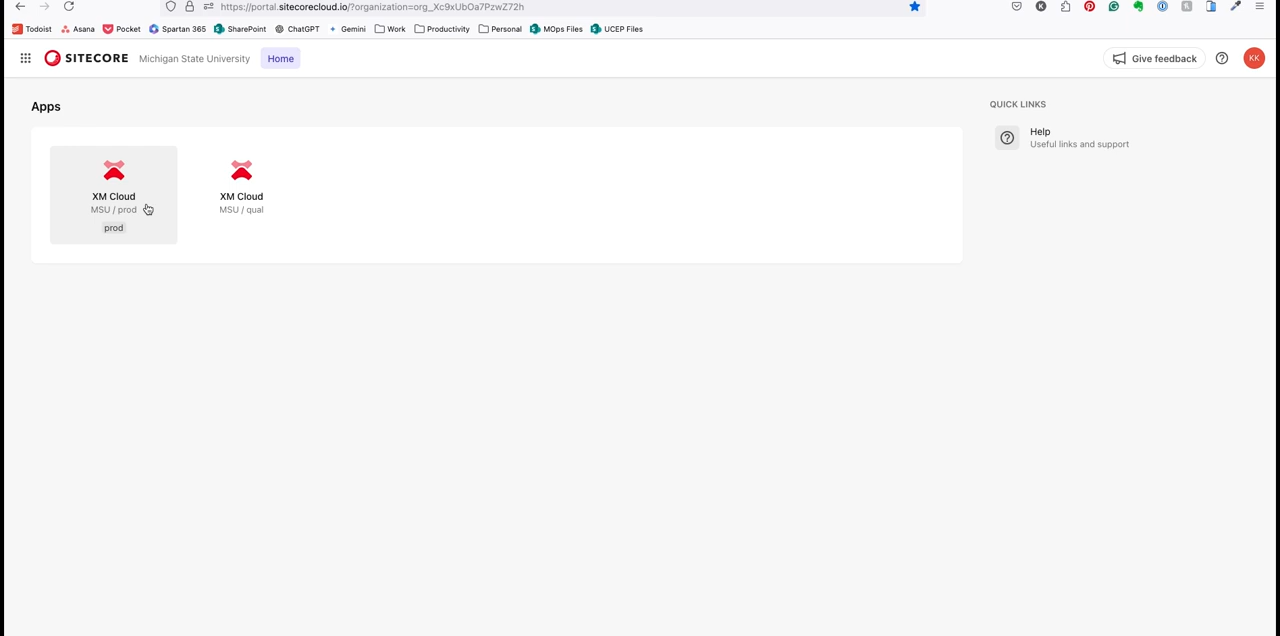 https://portal.sitecorecloud.io/?organization=org_Xc9xUbOa7PzwZ72h
Todoist Asana Pocket Spartan 365 SharePoint ChatGPT Gemini Work Productivity Personal MOps Files UCEP Files
SITECORE Michigan State University Home Give feedback KK
Apps
XM Cloud
MSU / prod
prod
XM Cloud
MSU / qual
QUICK LINKS
Help
Useful links and support